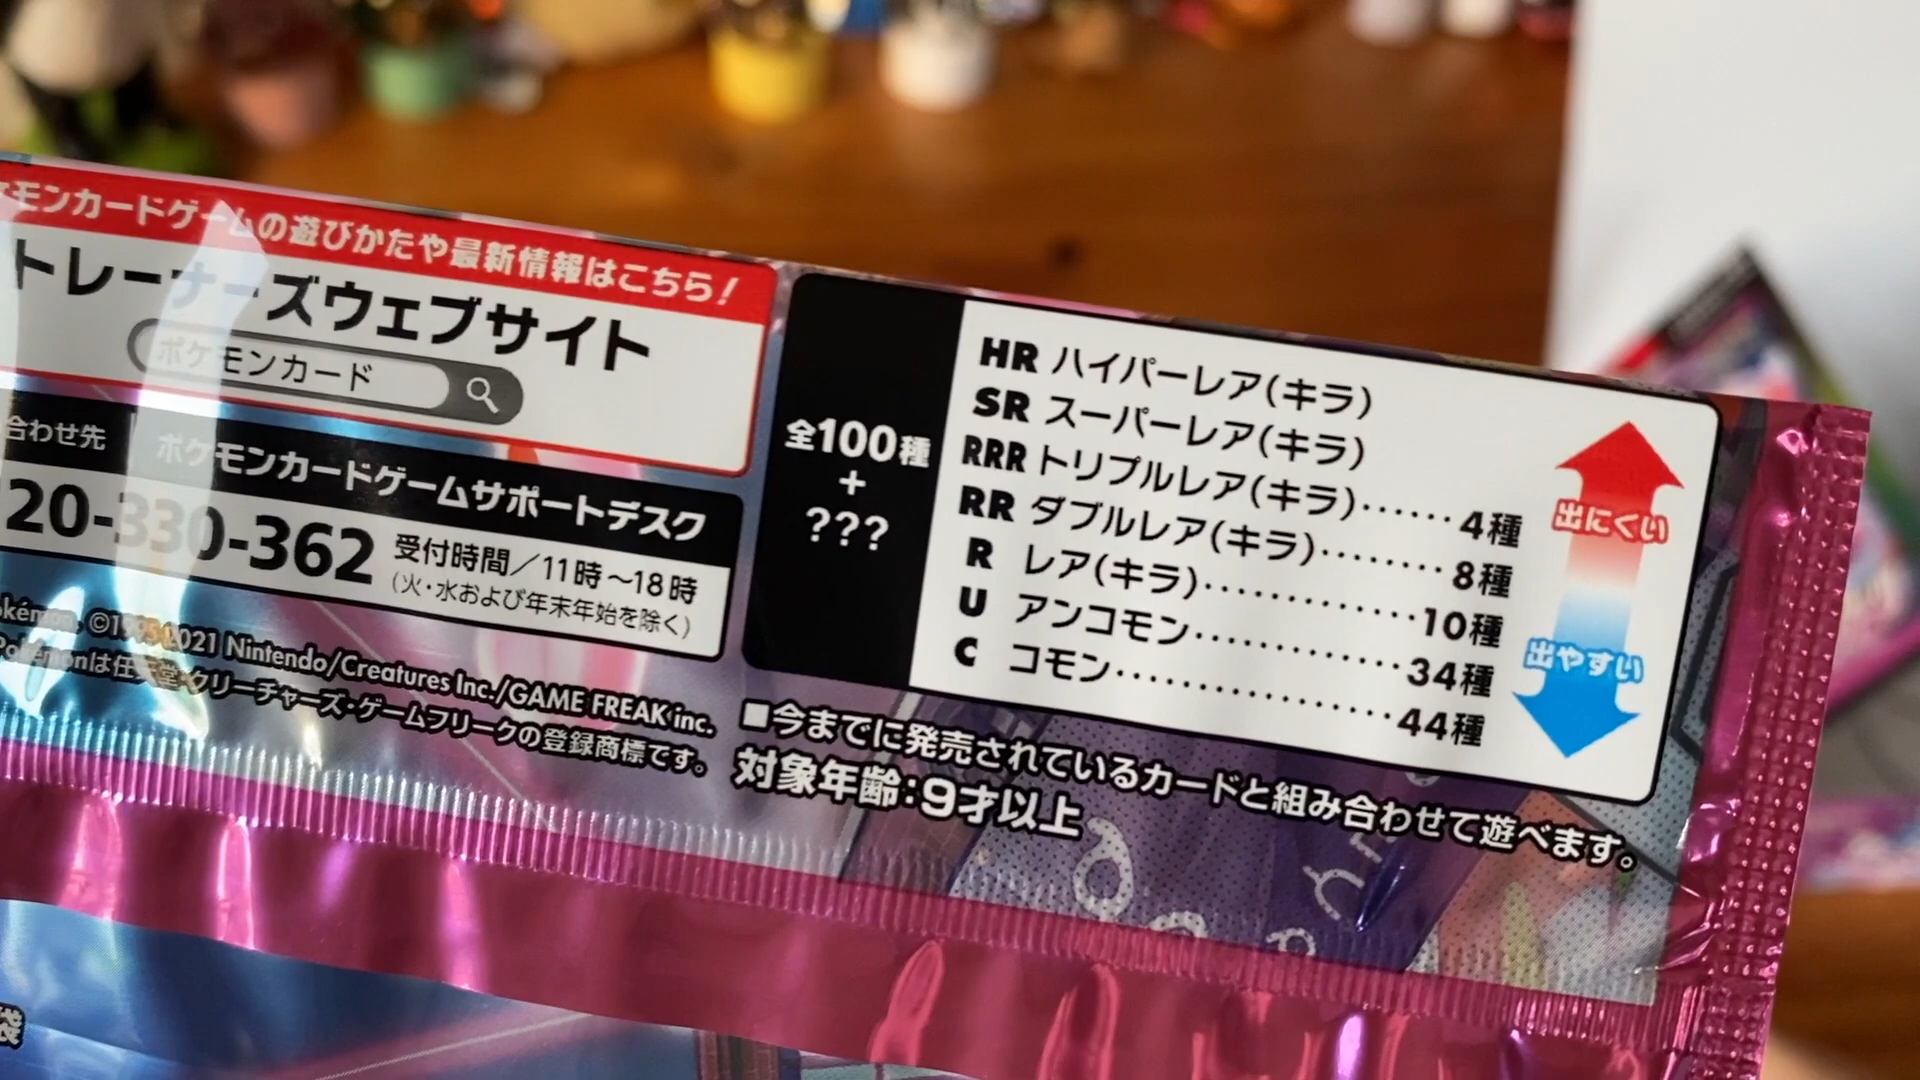 モンカードゲームの遊びかたや最新情報はこちら!
トレーナーズウェブサイト
ポケモンカード
合わせ先
ポケモンカードゲームサポートデスク
20-330-362
受付時間/11時~18時
(火・水および年末年始を除く)
©1995-2021 Nintendo/Creatures Inc./GAME FREAK inc.
Pokémonは任天堂・クリーチャーズ・ゲームフリークの登録商標です。
全100種
+
???
HR ハイパーレア(キラ)
SR スーパーレア(キラ)
RRR トリプルレア(キラ)······4種
RR ダブルレア(キラ)·······8種
R レア(キラ)·············10種
U アンコモン·············34種
C コモン·················44種
出にくい
出やすい
■今までに発売されているカードと組み合わせて遊べます。
対象年齢:9才以上
袋